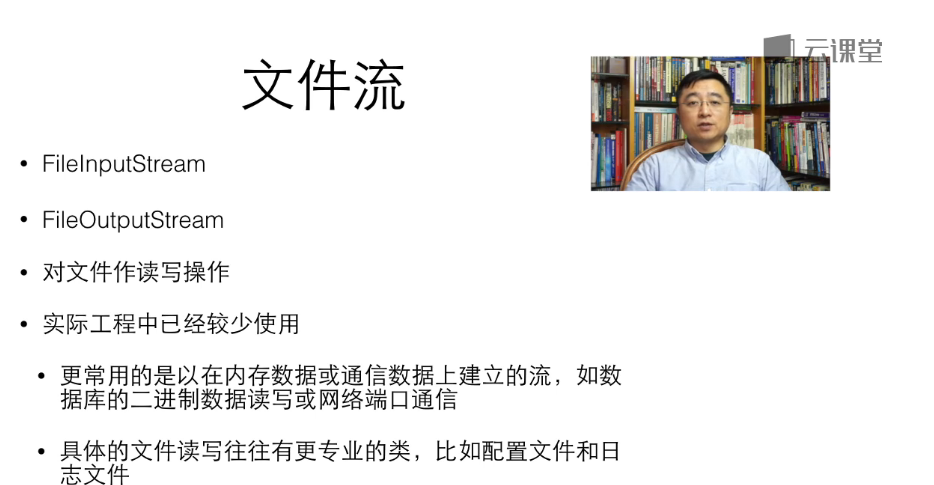 云课堂
文件流
• FileInputStream
• FileOutputStream
• 对文件作读写操作
• 实际工程中已经较少使用
• 更常用的是以在内存数据或通信数据上建立的流，如数
据库的二进制数据读写或网络端口通信
• 具体的文件读写往往有更专业的类，比如配置文件和日
志文件